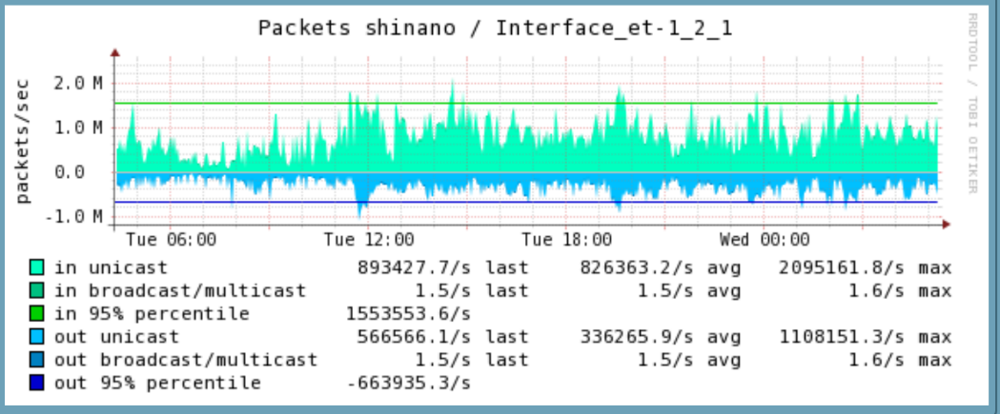 Packets shinano / Interface_et-1_2_1
RRDTOOL / TOBI OETIKER
packets/sec
2.0 M
1.0 M
0.0
-1.0 M
Tue 06:00 Tue 12:00 Tue 18:00 Wed 00:00
in unicast 893427.7/s last 826363.2/s avg 2095161.8/s max
in broadcast/multicast 1.5/s last 1.5/s avg 1.6/s max
in 95% percentile 1553553.6/s
out unicast 566566.1/s last 336265.9/s avg 1108151.3/s max
out broadcast/multicast 1.5/s last 1.5/s avg 1.6/s max
out 95% percentile -663935.3/s